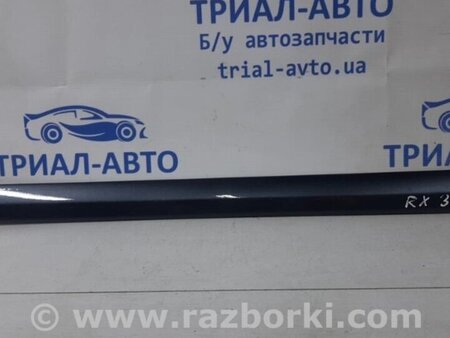 ТРИАЛ-АВТО
Б/у автозапчасти
trial-avto.ua
ТРИАЛ-АВТО
ТРИАЛ-АВТО
RX 3
© www.razborki.com